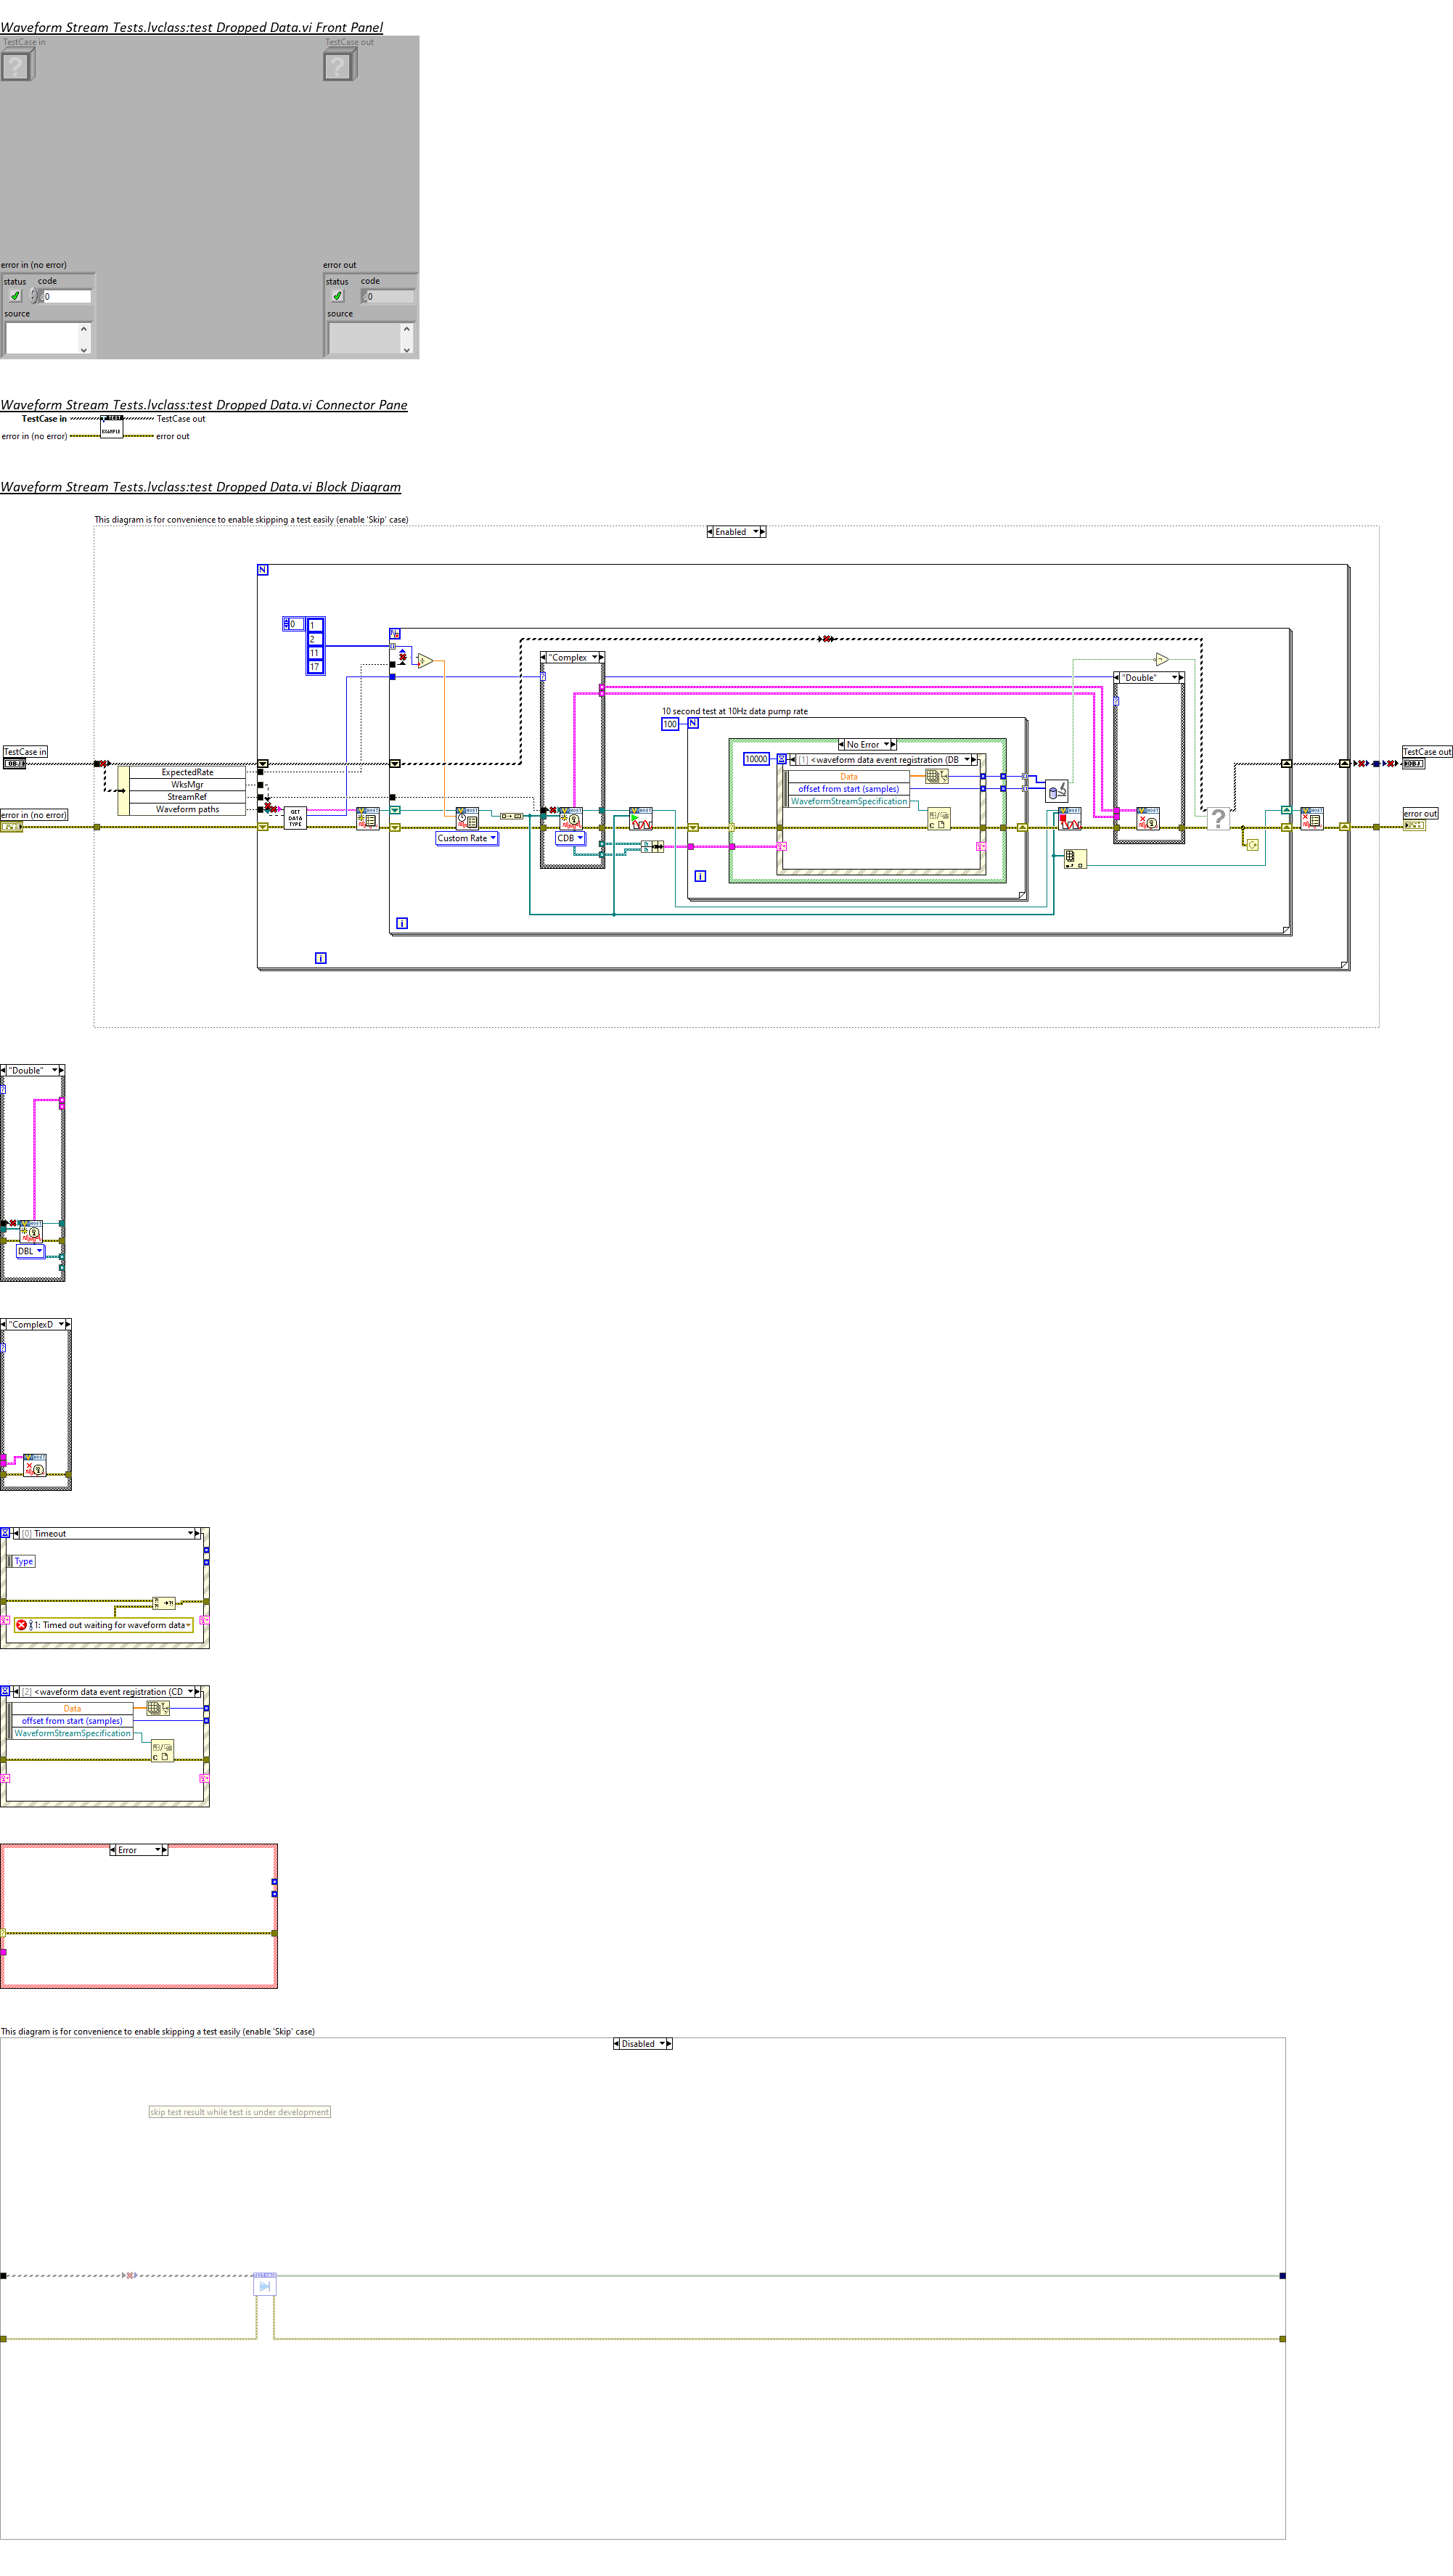 Waveform Stream Tests.lvclass:test Dropped Data.vi Front Panel
TestCase in
TestCase out
error in (no error)
error out
status
code
status
code
0
0
source
source
Waveform Stream Tests.lvclass:test Dropped Data.vi Connector Pane
TestCase in
TestCase out
error in (no error)
error out
TEST
EXAMPLE
Waveform Stream Tests.lvclass:test Dropped Data.vi Block Diagram
This diagram is for convenience to enable skipping a test easily (enable 'Skip' case)
Enabled
N
0
1
2
11
17
"Complex
"Double"
10 second test at 10Hz data pump rate
100
N
No Error
10000
[1] <waveform data event registration (DB
Data
offset from start (samples)
WaveformStreamSpecification
TestCase in
OBJ
ExpectedRate
WksMgr
StreamRef
Waveform paths
error in (no error)
GET
DATA
TYPE
Custom Rate
CDB
TestCase out
OBJ
error out
i
i
i
"Double"
DBL
"ComplexD
[0] Timeout
Type
1: Timed out waiting for waveform data
[2] <waveform data event registration (CD
Data
offset from start (samples)
WaveformStreamSpecification
Error
This diagram is for convenience to enable skipping a test easily (enable 'Skip' case)
Disabled
skip test result while test is under development